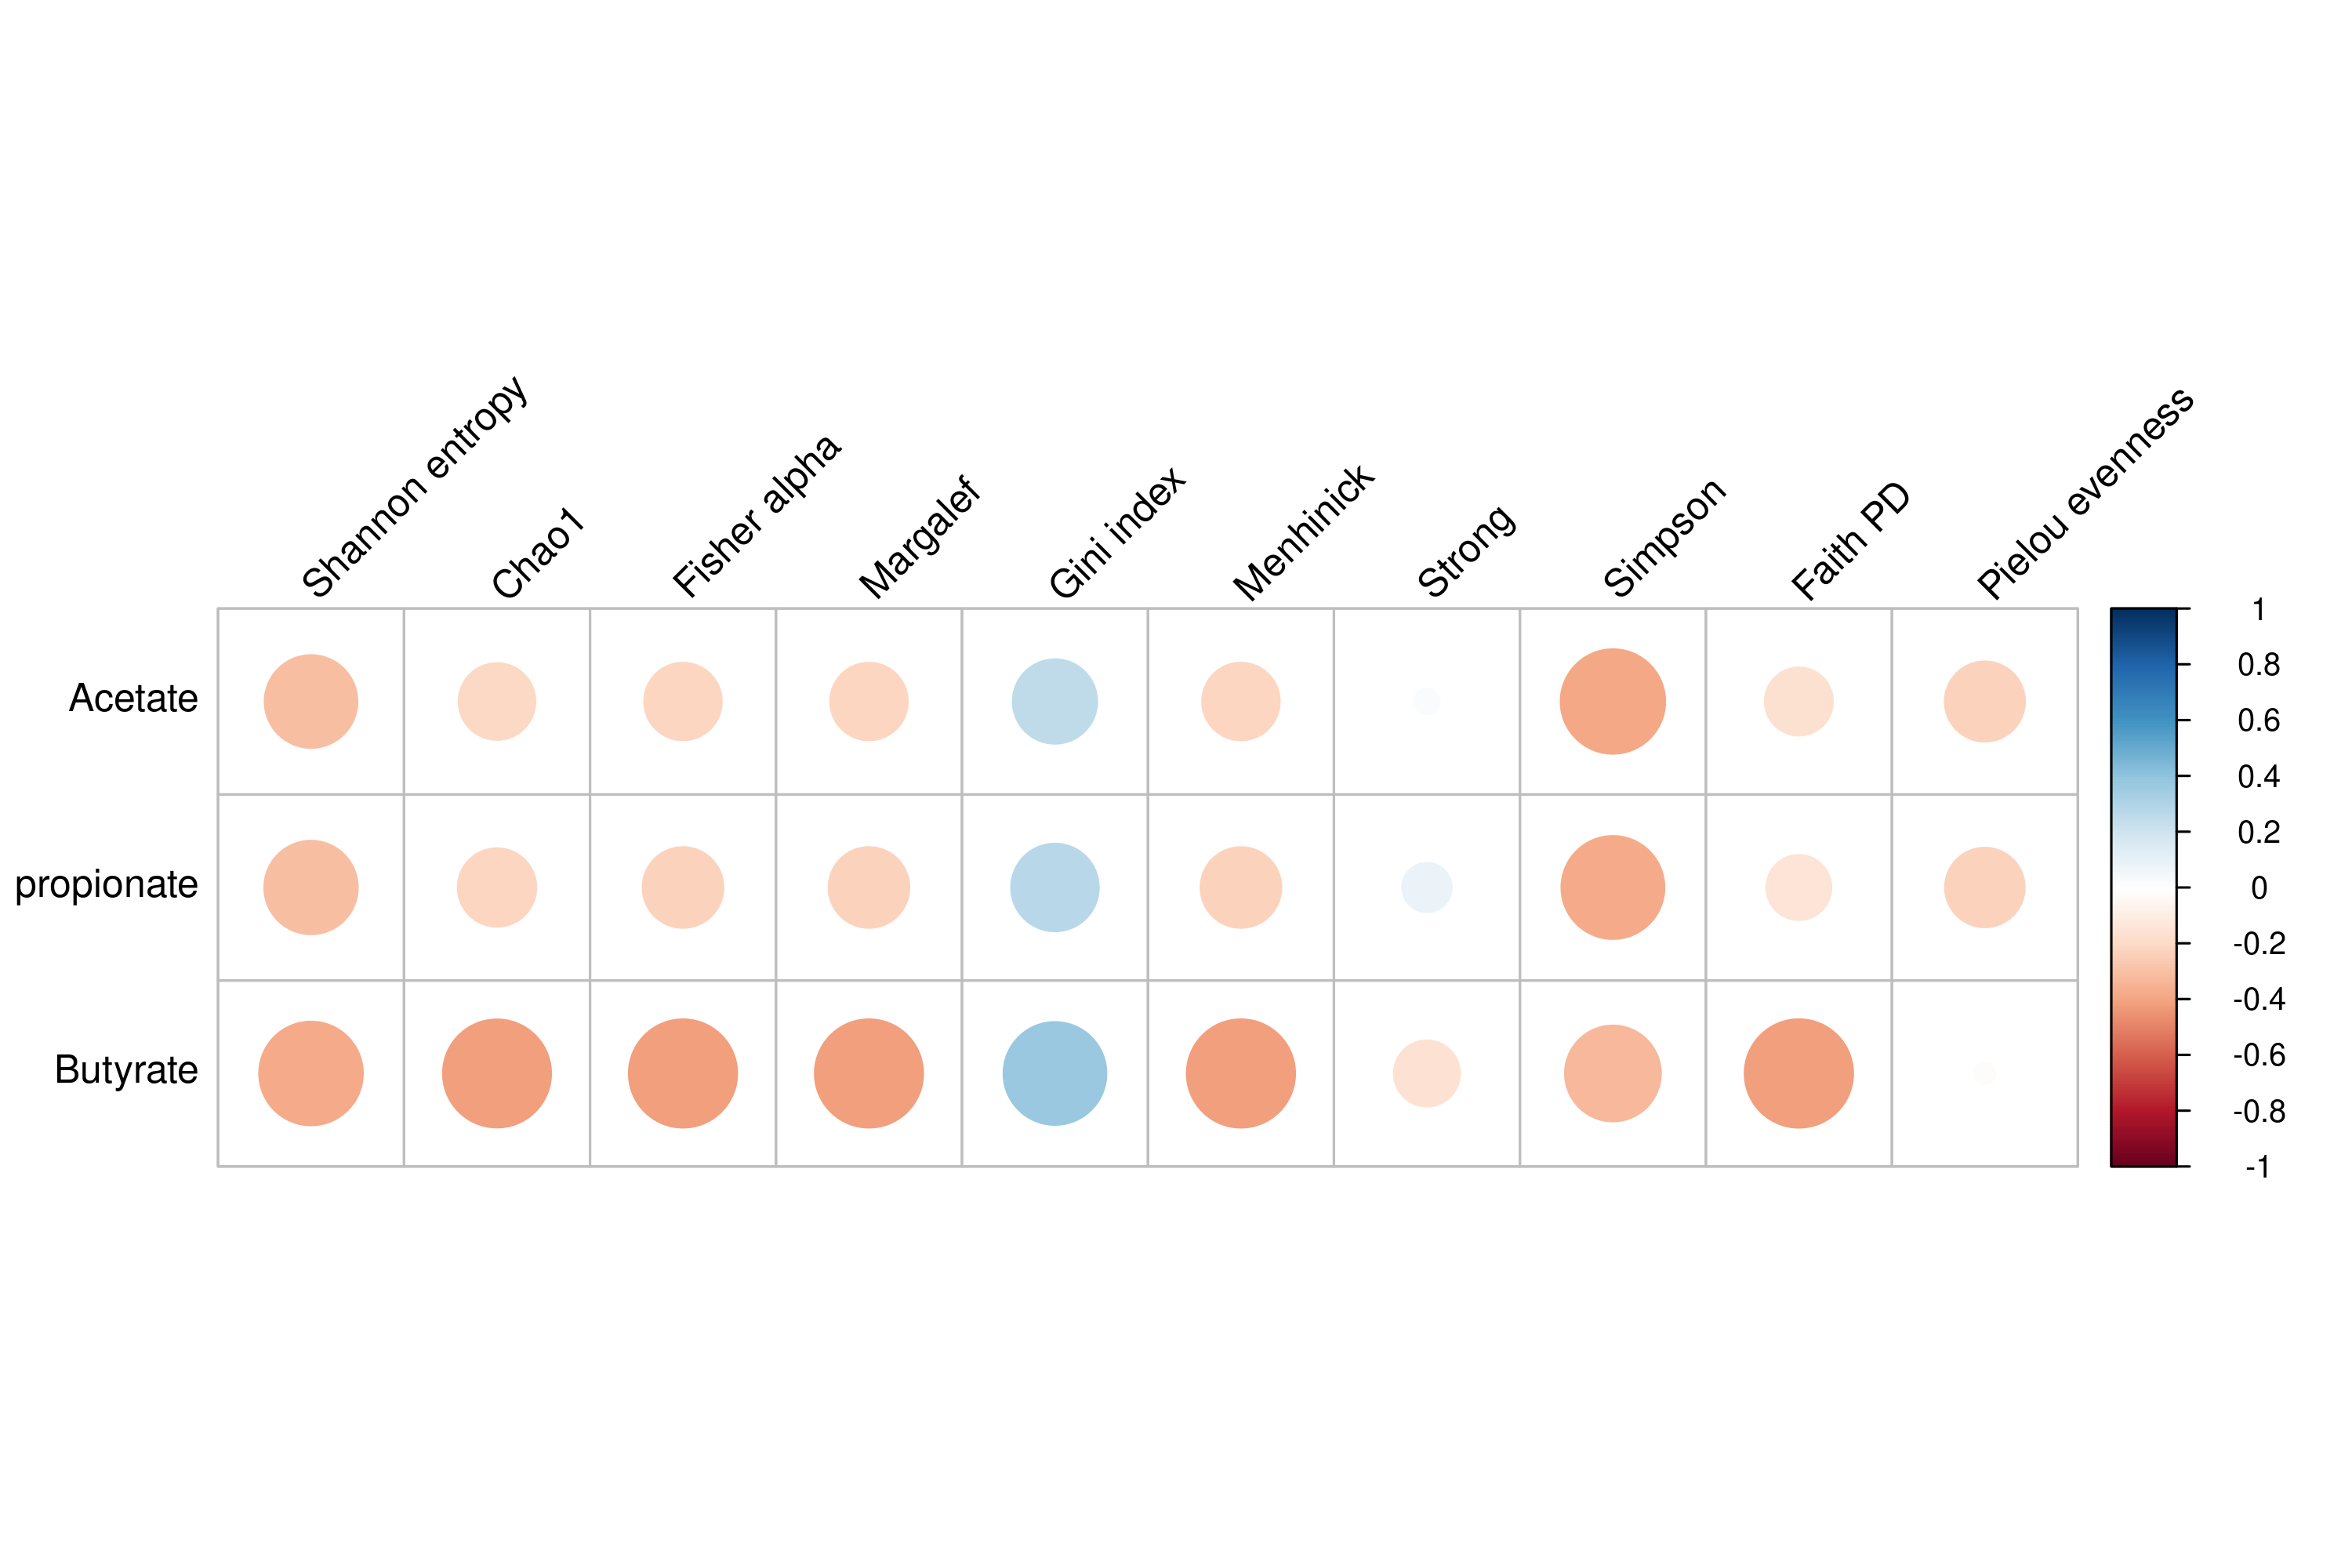 Shannon entropy
Chao1
Fisher alpha
Margalef
Gini index
Menhinick
Strong
Simpson
Faith PD
Pielou evenness
Acetate
propionate
Butyrate
1
0.8
0.6
0.4
0.2
0
-0.2
-0.4
-0.6
-0.8
-1